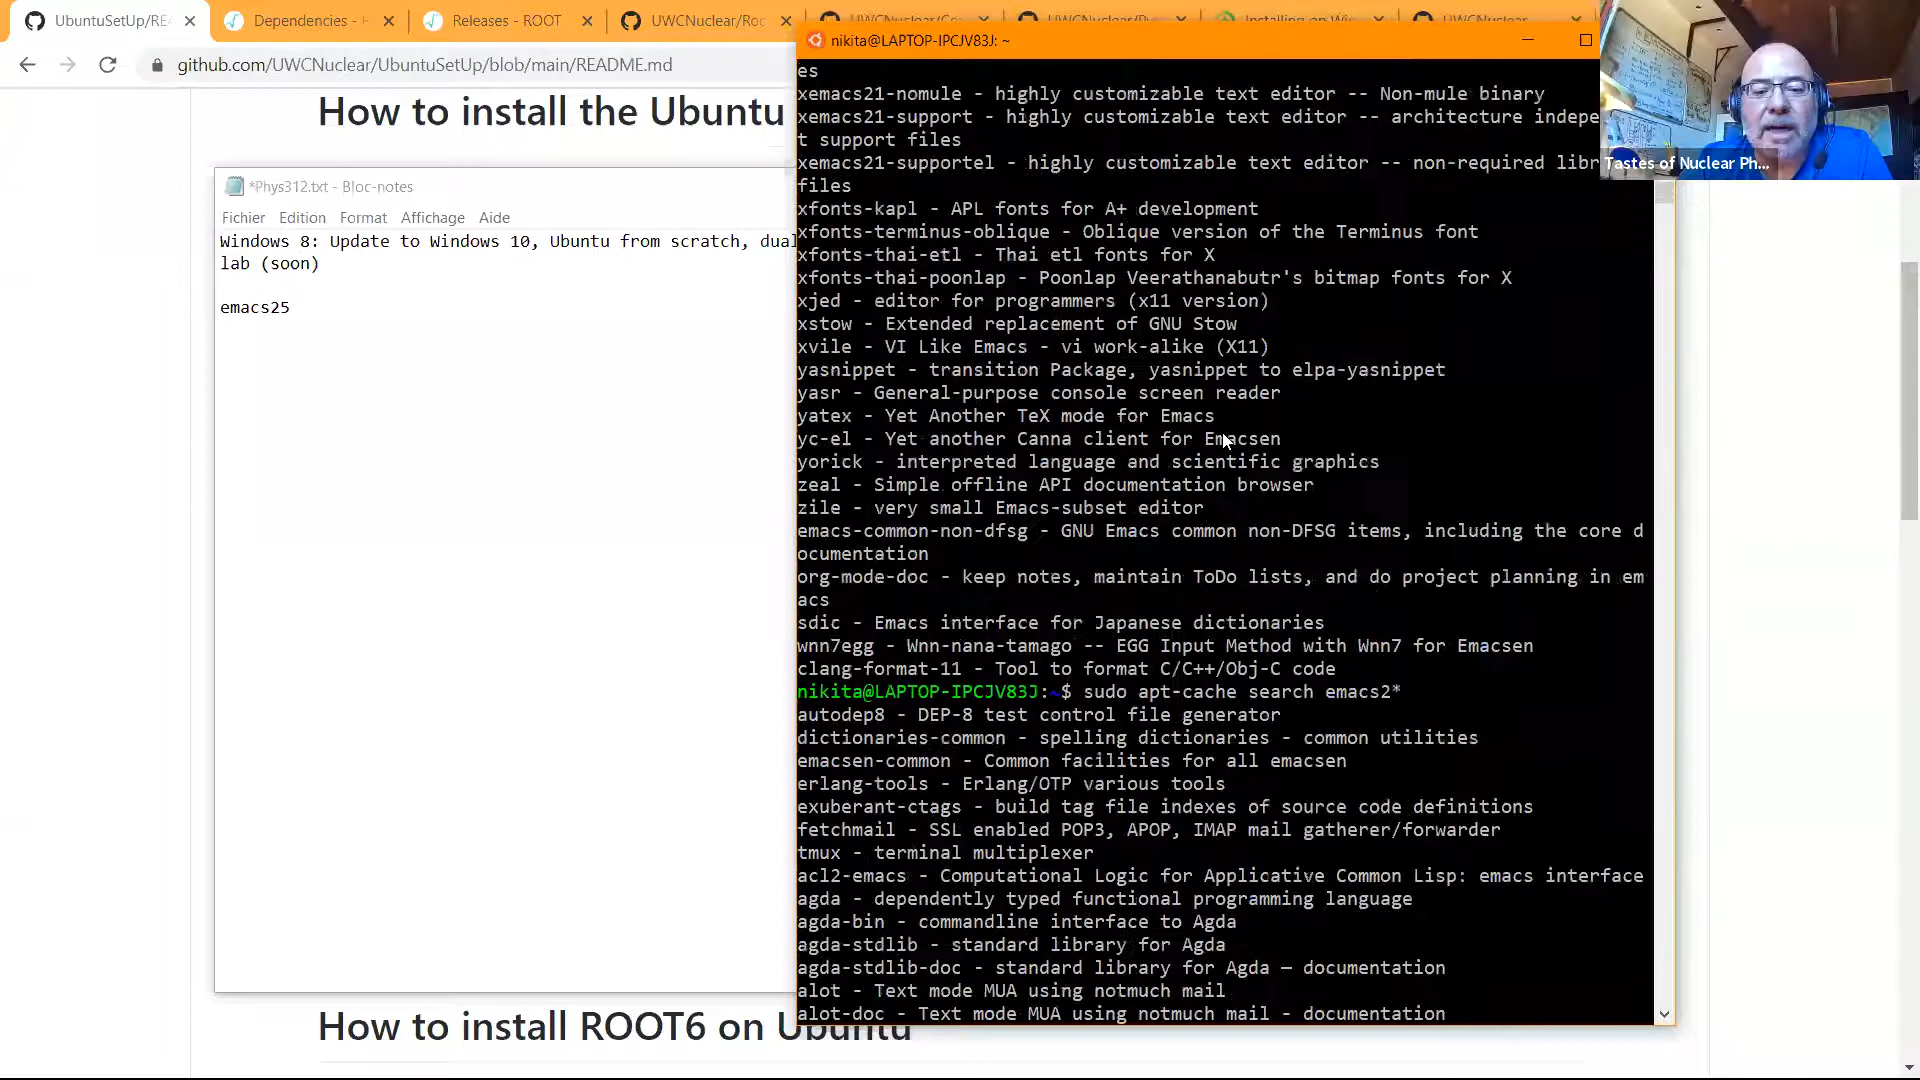 UbuntuSetUp/REA
Dependencies - 
Releases - ROOT
UWCNuclear/Roo
UWCNuclear/Co
UWCNuclear/Py
Installing on Wi
UWCNuclear
github.com/UWCNuclear/UbuntuSetUp/blob/main/README.md
How to install the Ubuntu
*Phys312.txt - Bloc-notes
Fichier Edition Format Affichage Aide
Windows 8: Update to Windows 10, Ubuntu from scratch, dual
lab (soon)
emacs25
How to install ROOT6 on Ubuntu
nikita@LAPTOP-IPCJV83J: ~
es
xemacs21-nomule - highly customizable text editor -- Non-mule binary
xemacs21-support - highly customizable text editor -- architecture indepe
t support files
xemacs21-supportel - highly customizable text editor -- non-required libr
files
xfonts-kapl - APL fonts for A+ development
xfonts-terminus-oblique - Oblique version of the Terminus font
xfonts-thai-etl - Thai etl fonts for X
xfonts-thai-poonlap - Poonlap Veerathanabutr's bitmap fonts for X
xjed - editor for programmers (x11 version)
xstow - Extended replacement of GNU Stow
xvile - VI Like Emacs - vi work-alike (X11)
yasnippet - transition Package, yasnippet to elpa-yasnippet
yasr - General-purpose console screen reader
yatex - Yet Another TeX mode for Emacs
yc-el - Yet another Canna client for Emacsen
yorick - interpreted language and scientific graphics
zeal - Simple offline API documentation browser
zile - very small Emacs-subset editor
emacs-common-non-dfsg - GNU Emacs common non-DFSG items, including the core d
ocumentation
org-mode-doc - keep notes, maintain ToDo lists, and do project planning in em
acs
sdic - Emacs interface for Japanese dictionaries
wnn7egg - Wnn-nana-tamago -- EGG Input Method with Wnn7 for Emacsen
clang-format-11 - Tool to format C/C++/Obj-C code
nikita@LAPTOP-IPCJV83J:~$ sudo apt-cache search emacs2*
autodep8 - DEP-8 test control file generator
dictionaries-common - spelling dictionaries - common utilities
emacsen-common - Common facilities for all emacsen
erlang-tools - Erlang/OTP various tools
exuberant-ctags - build tag file indexes of source code definitions
fetchmail - SSL enabled POP3, APOP, IMAP mail gatherer/forwarder
tmux - terminal multiplexer
acl2-emacs - Computational Logic for Applicative Common Lisp: emacs interface
agda - dependently typed functional programming language
agda-bin - commandline interface to Agda
agda-stdlib - standard library for Agda
agda-stdlib-doc - standard library for Agda — documentation
alot - Text mode MUA using notmuch mail
alot-doc - Text mode MUA using notmuch mail - documentation
Tastes of Nuclear Ph...